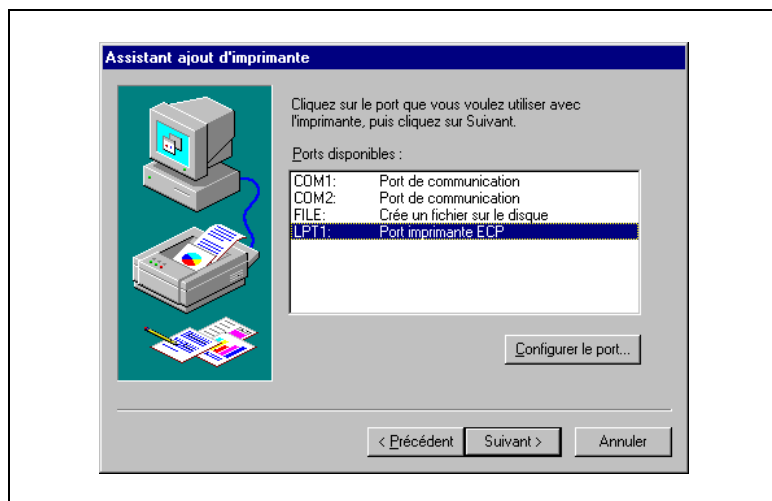 Assistant ajout d'imprimante
Cliquez sur le port que vous voulez utiliser avec
l'imprimante, puis cliquez sur Suivant.
Ports disponibles :
COM1: Port de communication
COM2: Port de communication
FILE: Crée un fichier sur le disque
LPT1: Port imprimante ECP
Configurer le port...
< Précédent Suivant > Annuler